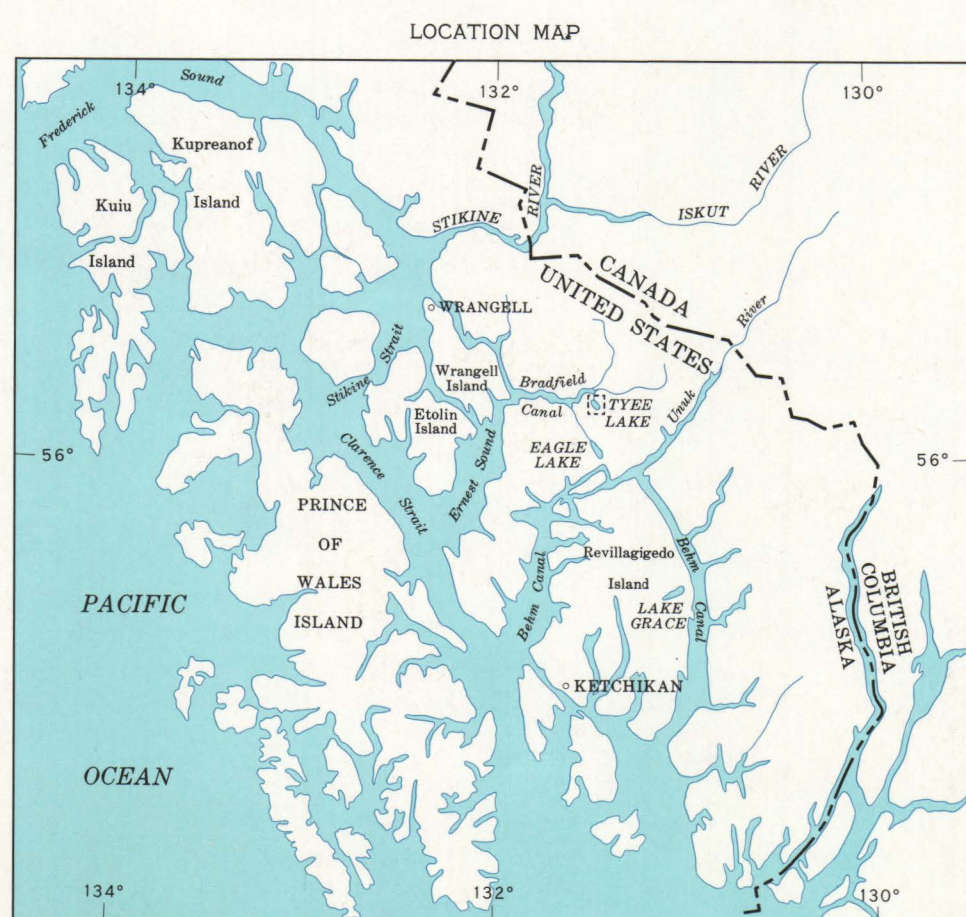 LOCATION MAP
134°
Sound
132°
130°
Frederick
Kupreanof
Island
Kuiu
Island
STIKINE
RIVER
ISKUT
RIVER
CANADA
UNITED STATES
WRANGELL
River
Stikine
Strait
Wrangell
Island
Bradfield
Canal
TYEE
LAKE
Unuk
Etolin
Island
EAGLE
LAKE
56°
56°
Clarence
Strait
Ernest Sound
PRINCE
OF
WALES
ISLAND
Revillagigedo
Island
Behm Canal
Behm
Canal
LAKE
GRACE
PACIFIC
OCEAN
BRITISH
COLUMBIA
ALASKA
KETCHIKAN
134°
132°
130°